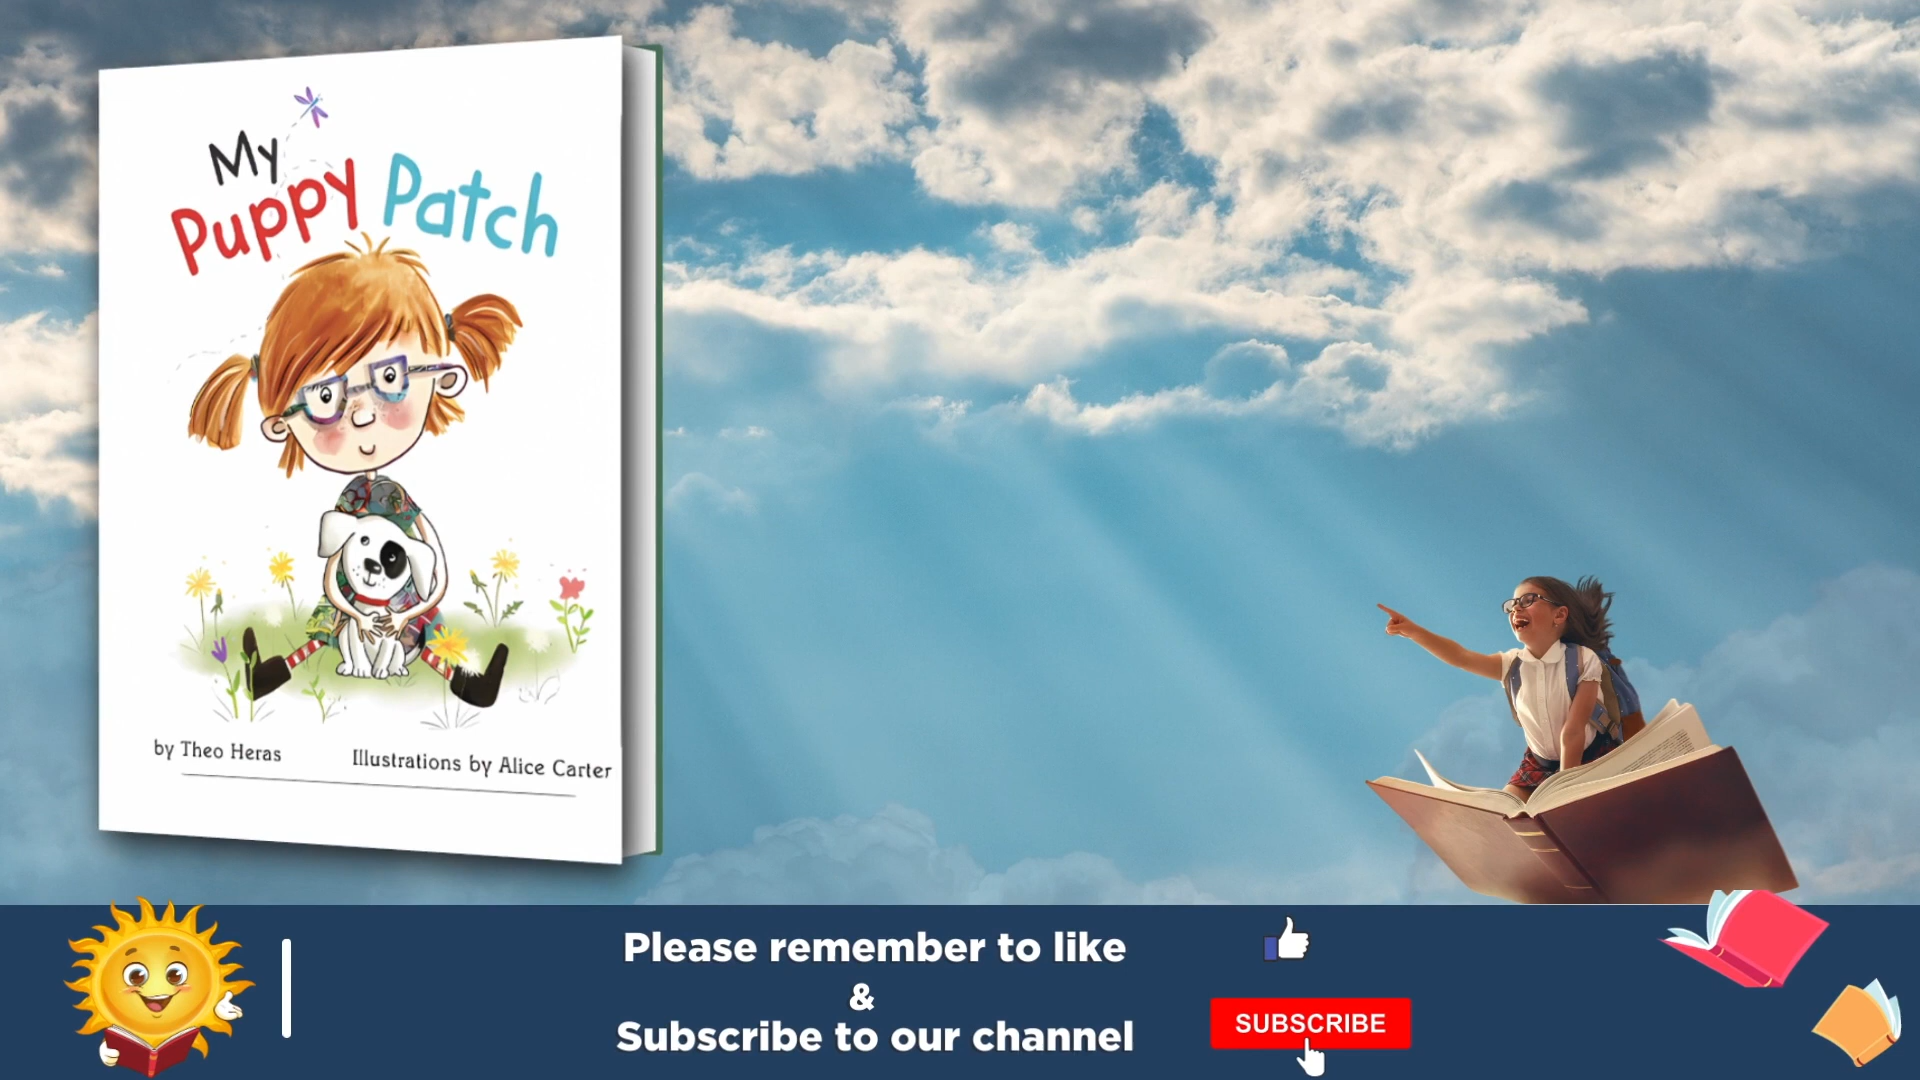 My
Puppy Patch
by Theo Heras
Illustrations by Alice Carter
Please remember to like
&
Subscribe to our channel
SUBSCRIBE